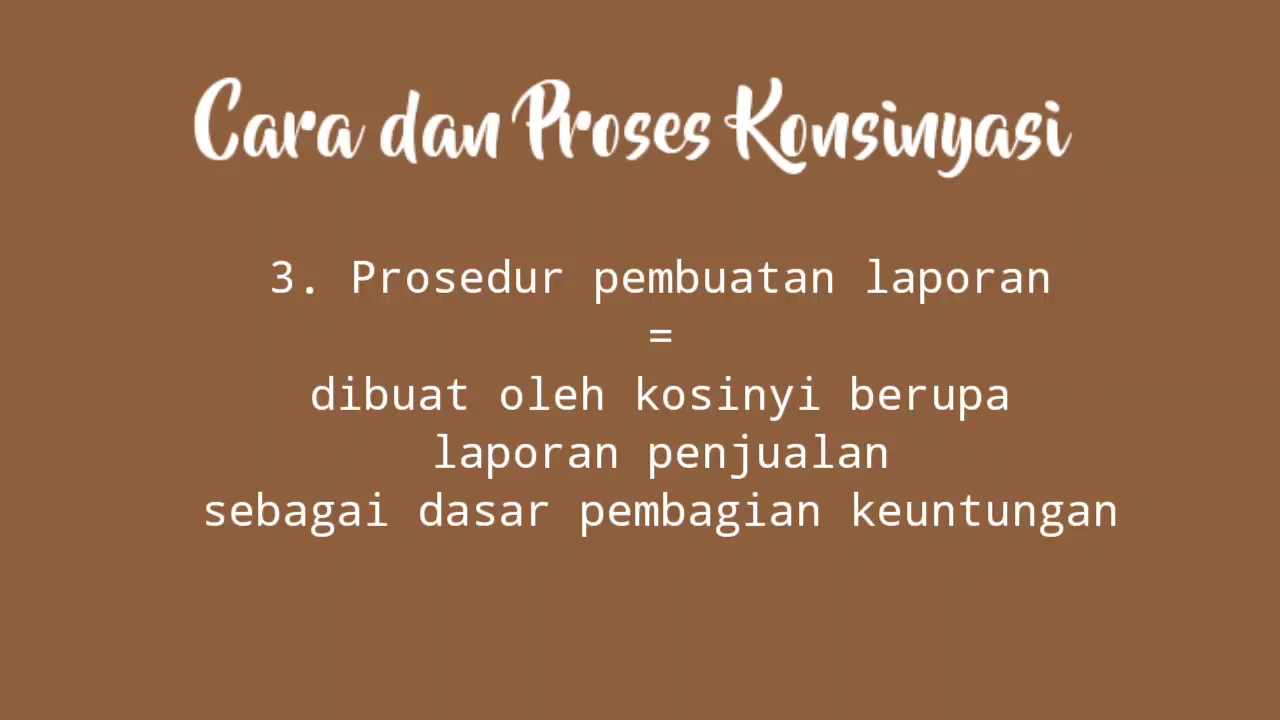 Cara dan Proses Konsinyasi
3. Prosedur pembuatan laporan
=
dibuat oleh kosinyi berupa
laporan penjualan
sebagai dasar pembagian keuntungan